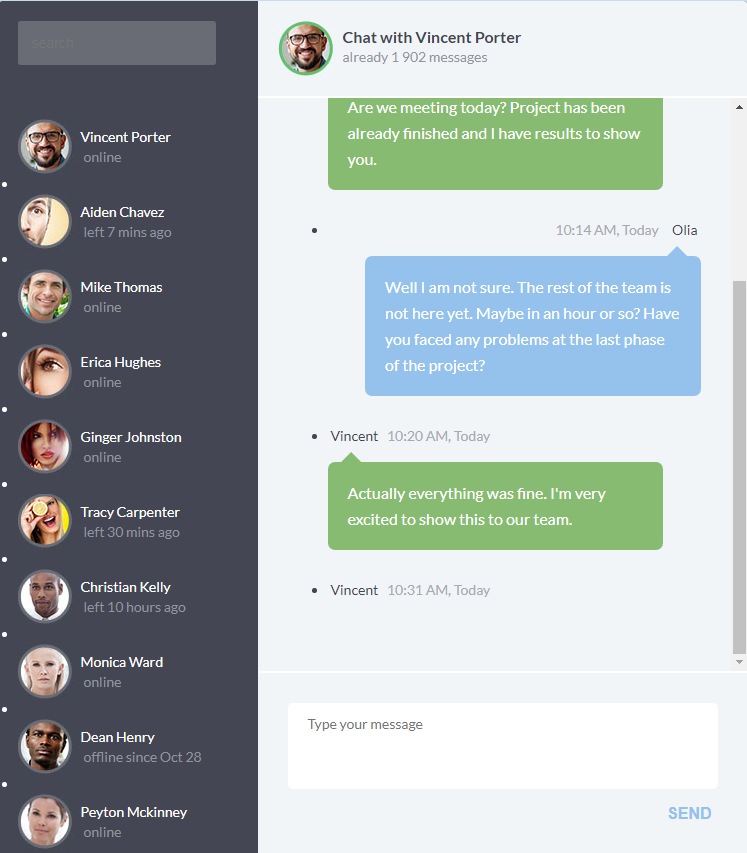 search
Vincent Porter
online
Aiden Chavez
left 7 mins ago
Mike Thomas
online
Erica Hughes
online
Ginger Johnston
online
Tracy Carpenter
left 30 mins ago
Christian Kelly
left 10 hours ago
Monica Ward
online
Dean Henry
offline since Oct 28
Peyton Mckinney
online
Chat with Vincent Porter
already 1 902 messages
Are we meeting today? Project has been
already finished and I have results to show
you.
10:14 AM, Today Olia
Well I am not sure. The rest of the team is
not here yet. Maybe in an hour or so? Have
you faced any problems at the last phase
of the project?
Vincent 10:20 AM, Today
Actually everything was fine. I'm very
excited to show this to our team.
Vincent 10:31 AM, Today
Type your message
SEND